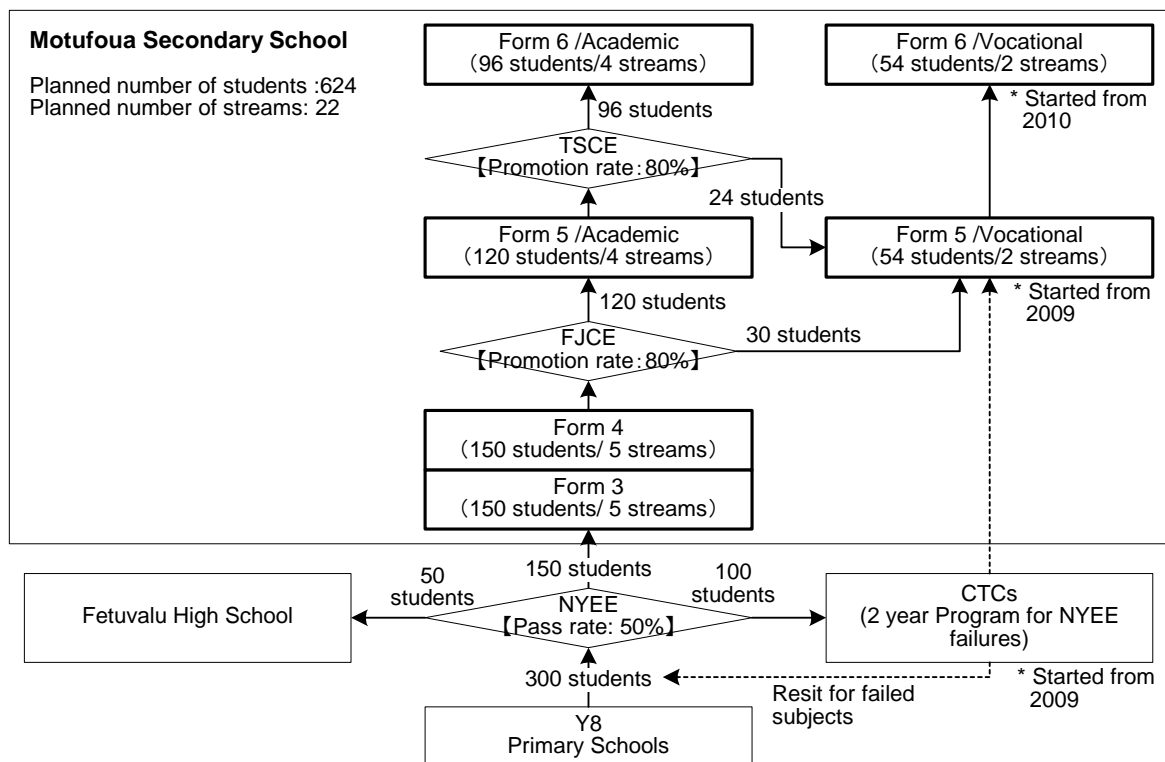 Motufoua Secondary School
Planned number of students :624
Planned number of streams: 22
Form 6 /Academic
（96 students/4 streams）
Form 6 /Vocational
（54 students/2 streams）
* Started from
2010
96 students
TSCE
【Promotion rate：80%】
24 students
Form 5 /Academic
（120 students/4 streams）
Form 5 /Vocational
（54 students/2 streams）
* Started from
2009
120 students
FJCE
【Promotion rate: 80%】
30 students
Form 4
（150 students/ 5 streams）
Form 3
（150 students/ 5 streams）
150 students
50
students
100
students
Fetuvalu High School
NYEE
【Pass rate: 50%】
CTCs
(2 year Program for NYEE
failures)
* Started from
2009
300 students
Resit for failed
subjects
Y8
Primary Schools